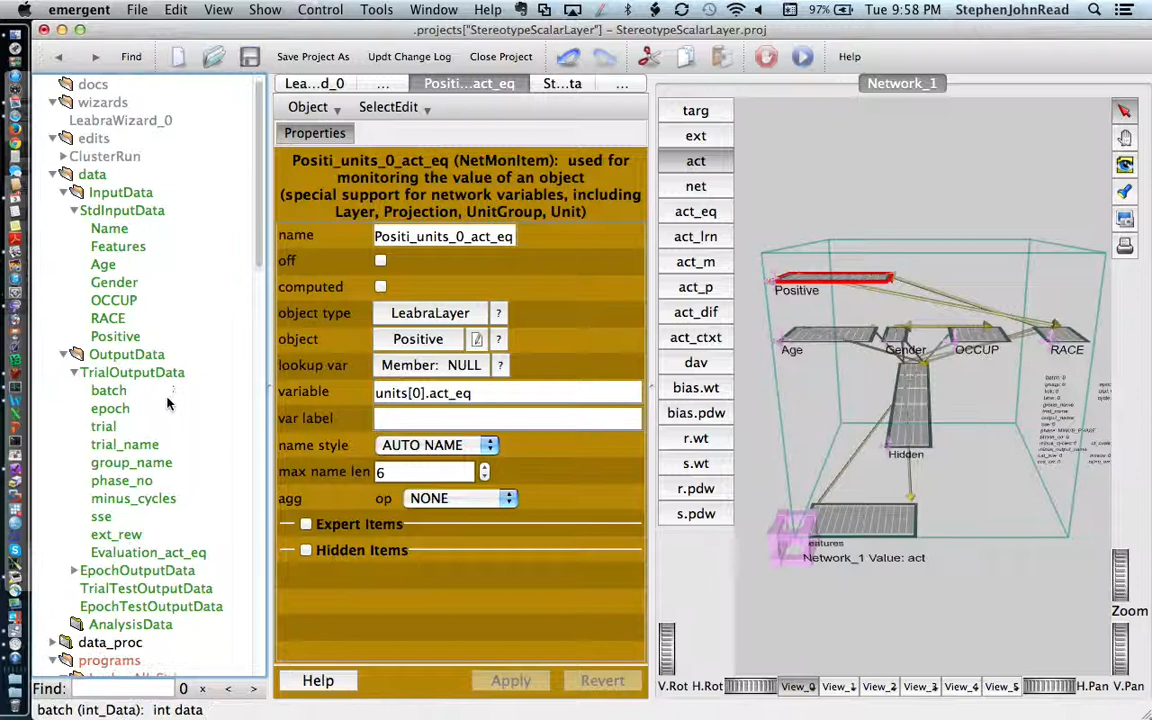 emergent File Edit View Show Control Tools Window Help 97% Tue 9:58 PM StephenJohnRead
.projects["StereotypeScalarLayer"] – StereotypeScalarLayer.proj
Find Save Project As Updt Change Log Close Project Help
docs
wizards
LeabraWizard_0
edits
ClusterRun
data
InputData
StdInputData
Name
Features
Age
Gender
OCCUP
RACE
Positive
OutputData
TrialOutputData
batch
epoch
trial
trial_name
group_name
phase_no
minus_cycles
sse
ext_rew
Evaluation_act_eq
EpochOutputData
TrialTestOutputData
EpochTestOutputData
AnalysisData
data_proc
programs
Find: 0 x < >
batch (int_Data): int data
Lea...d_0 ... Positi...act_eq St...ta ...
Object SelectEdit
Properties
Positi_units_0_act_eq (NetMonItem): used for
monitoring the value of an object
(special support for network variables, including
Layer, Projection, UnitGroup, Unit)
name Positi_units_0_act_eq
off
computed
object type LeabraLayer ?
object Positive ?
lookup var Member: NULL ?
variable units[0].act_eq
var label
name style AUTO NAME
max name len 6
agg op NONE
Expert Items
Hidden Items
Help Apply Revert
Network_1
targ
ext
act
net
act_eq
act_lrn
act_m
act_p
act_dif
act_ctxt
dav
bias.wt
bias.pdw
r.wt
s.wt
r.pdw
s.pdw
Positive
Age Gender OCCUP RACE
Hidden
Features
Network_1 Value: act
Zoom
V.Rot H.Rot View_0 View_1 View_2 View_3 View_4 View_5 H.Pan V.Pan